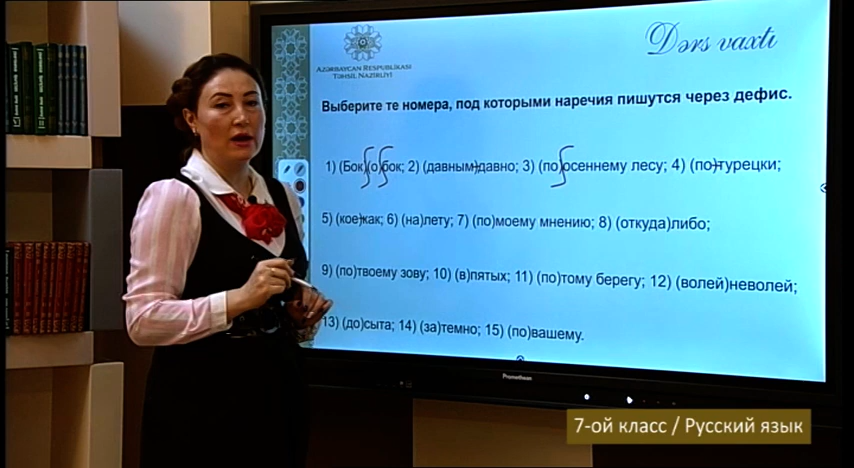 Dərs vaxtı
AZƏRBAYCAN RESPUBLİKASI
TƏHSİL NAZİRLİYİ
Выберите те номера, под которыми наречия пишутся через дефис.
1) (Бок)(о)бок; 2) (давным)давно; 3) (по)осеннему лесу; 4) (по)турецки;
5) (кое)как; 6) (на)лету; 7) (по)моему мнению; 8) (откуда)либо;
9) (по)твоему зову; 10) (в)пятых; 11) (по)тому берегу; 12) (волей)неволей;
13) (до)сыта; 14) (за)темно; 15) (по)вашему.
Promethean
7-ой класс / Русский язык